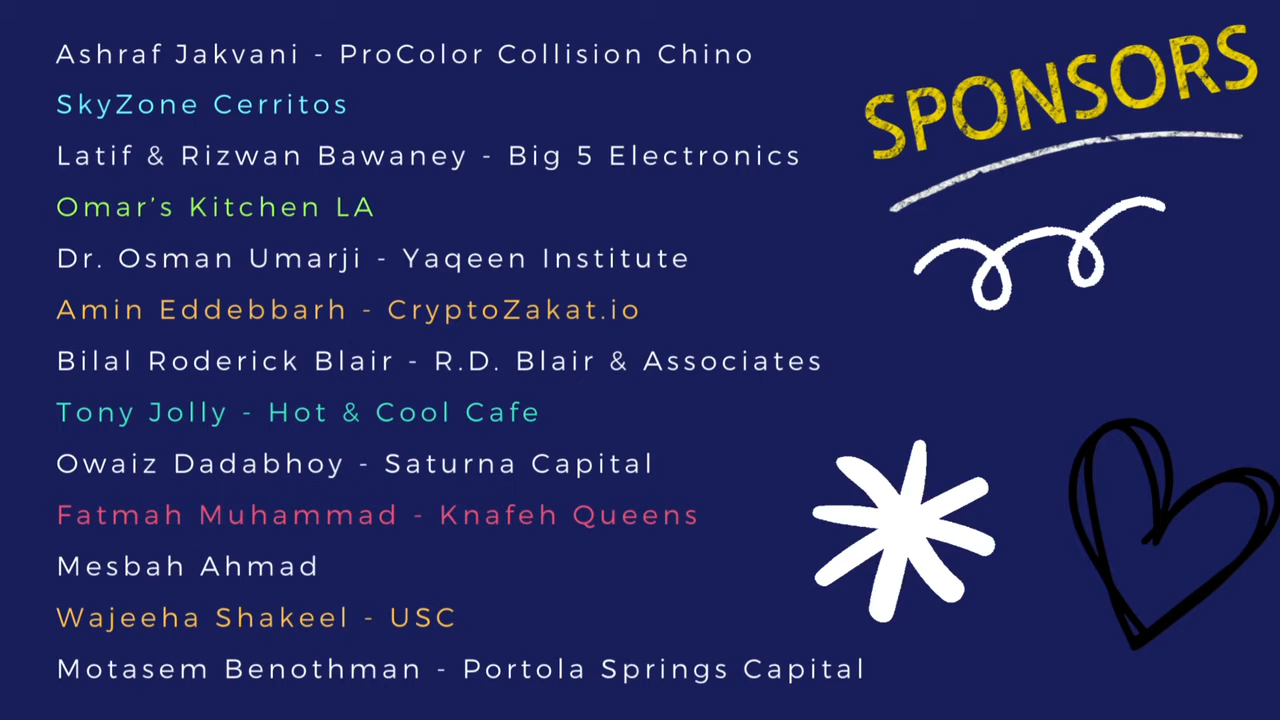 SPONSORS
Ashraf Jakvani - ProColor Collision Chino
SkyZone Cerritos
Latif & Rizwan Bawaney - Big 5 Electronics
Omar's Kitchen LA
Dr. Osman Umarji - Yaqeen Institute
Amin Eddebbarh - CryptoZakat.io
Bilal Roderick Blair - R.D. Blair & Associates
Tony Jolly - Hot & Cool Cafe
Owaiz Dadabhoy - Saturna Capital
Fatmah Muhammad - Knafeh Queens
Mesbah Ahmad
Wajeeha Shakeel - USC
Motasem Benothman - Portola Springs Capital